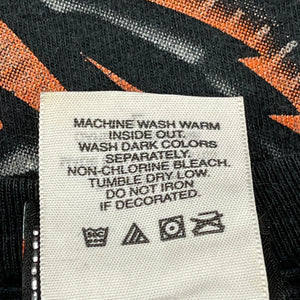 MACHINE WASH WARM
INSIDE OUT.
WASH DARK COLORS
SEPARATELY.
NON-CHLORINE BLEACH.
TUMBLE DRY LOW.
DO NOT IRON
IF DECORATED.